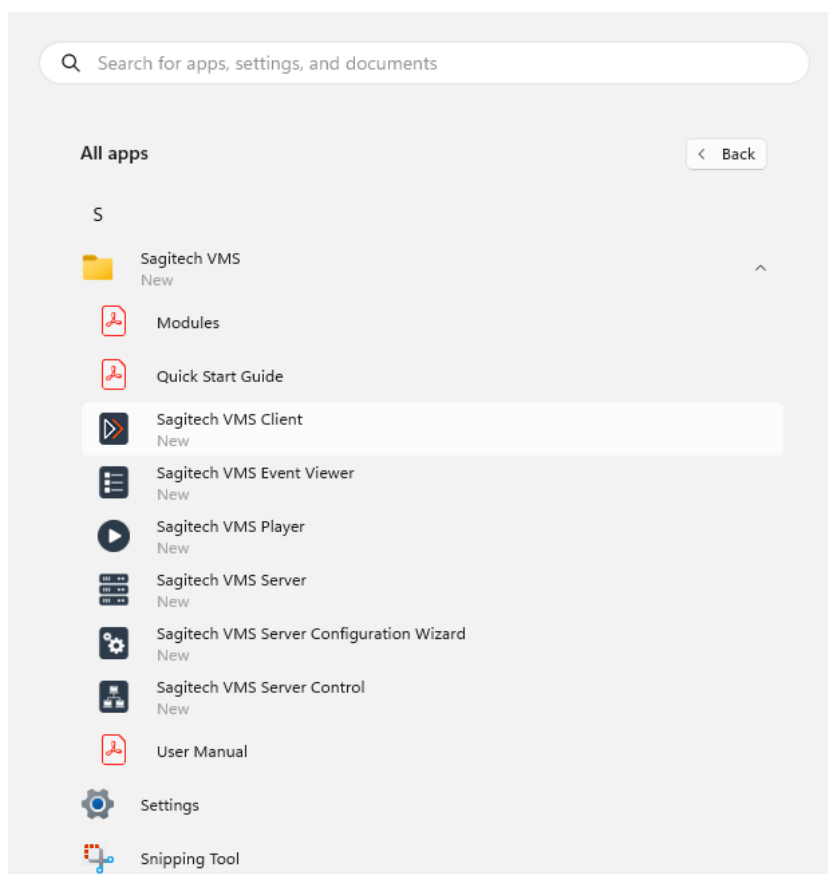 Search for apps, settings, and documents
All apps
Back
S
Sagitech VMS
New
Modules
Quick Start Guide
Sagitech VMS Client
New
Sagitech VMS Event Viewer
New
Sagitech VMS Player
New
Sagitech VMS Server
New
Sagitech VMS Server Configuration Wizard
New
Sagitech VMS Server Control
New
User Manual
Settings
Snipping Tool